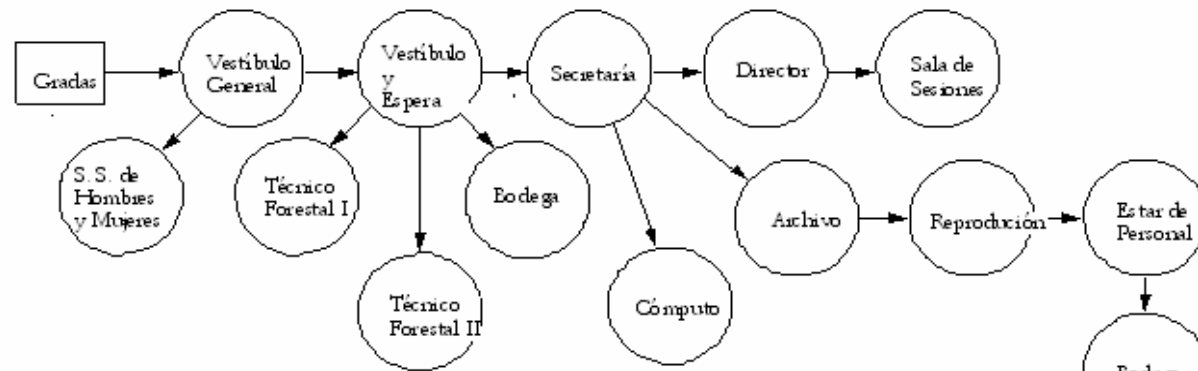 Gradas
Vestíbulo
General
Vestíbulo
y
Espera
Secretaría
Director
Sala de
Sesiones
S. S. de
Hombres
y Mujeres
Técnico
Forestal I
Bodega
Archivo
Reprodución
Estar de
Personal
Técnico
Forestal II
Cómputo